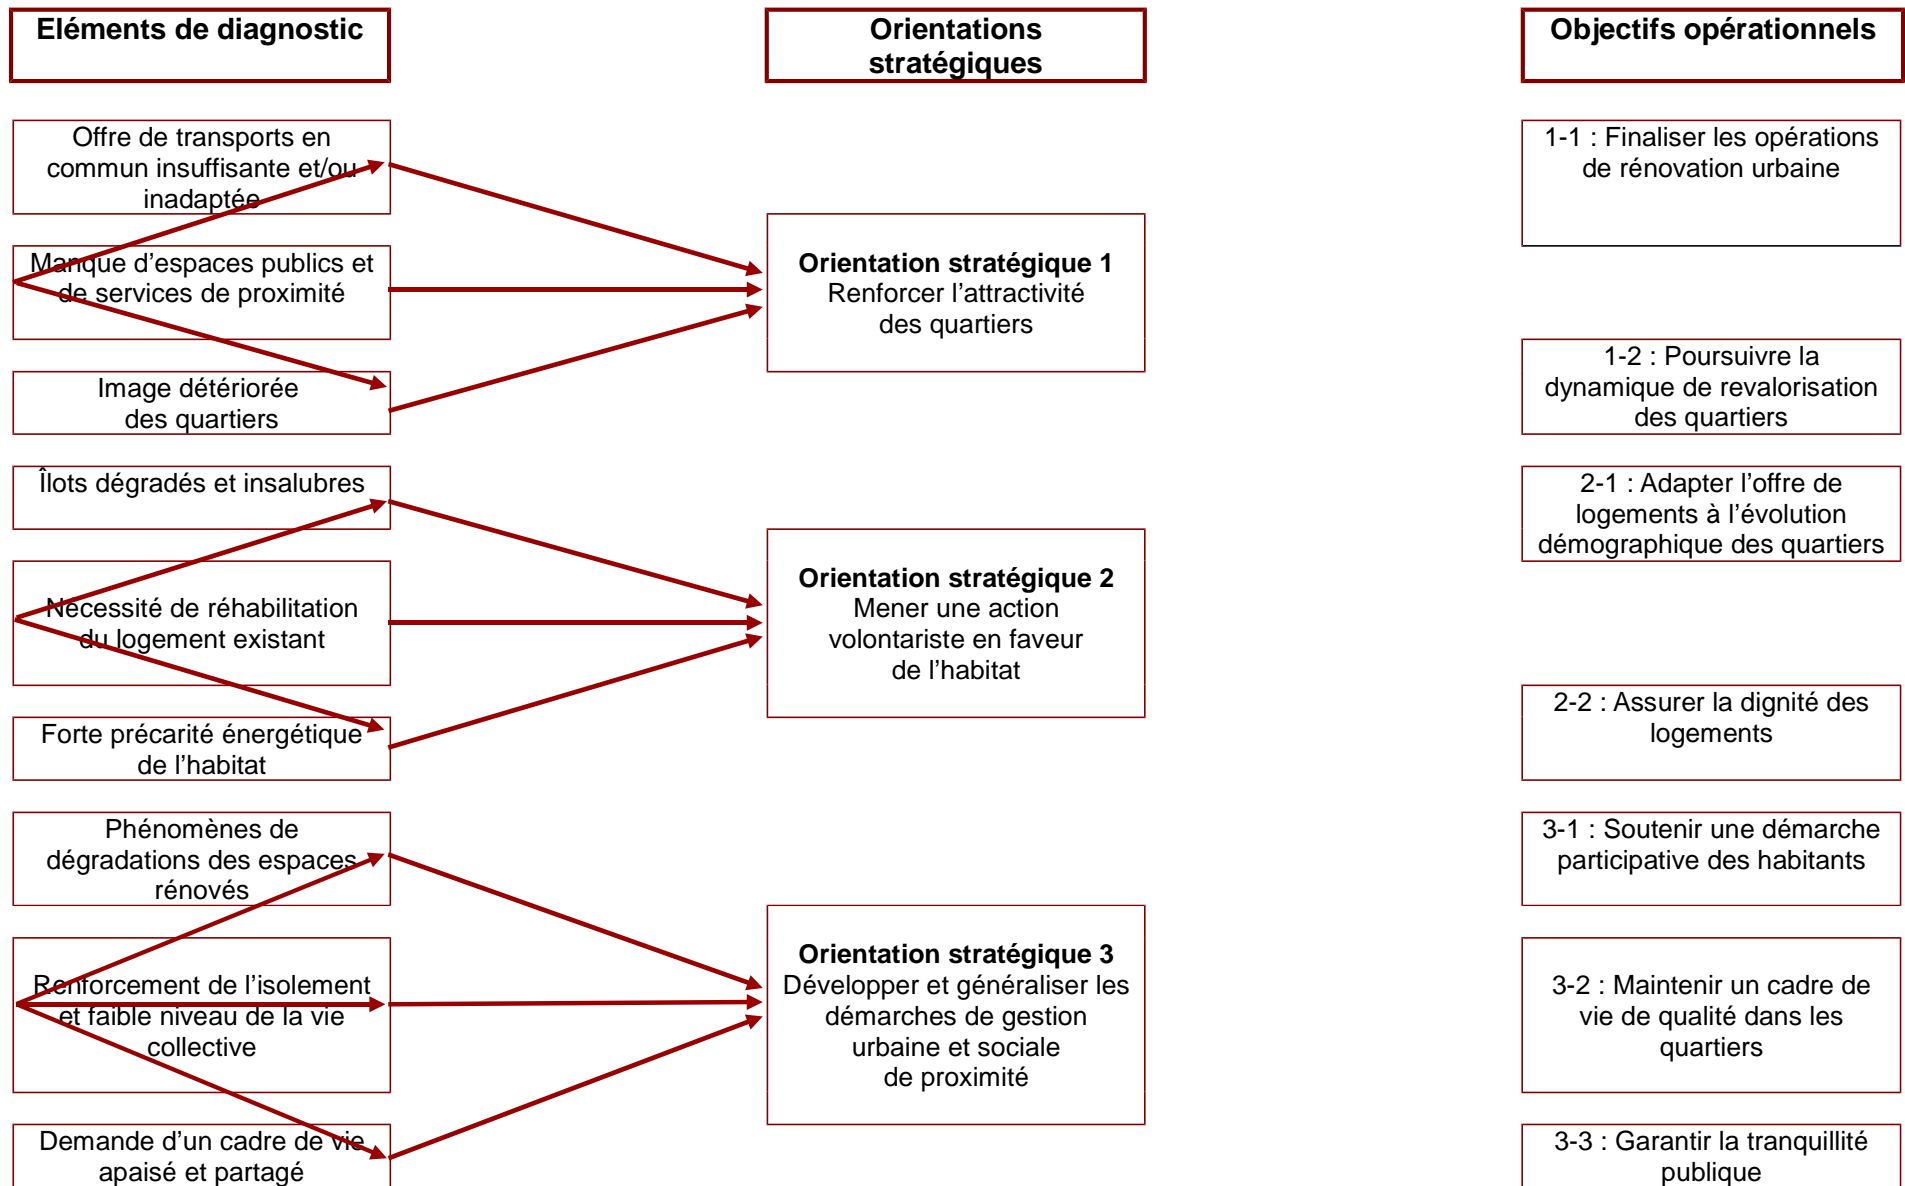 Eléments de diagnostic
Orientations
stratégiques
Objectifs opérationnels
Offre de transports en
commun insuffisante et/ou
inadaptée
Manque d’espaces publics et
de services de proximité
Image détériorée
des quartiers
Orientation stratégique 1
Renforcer l’attractivité
des quartiers
1-1 : Finaliser les opérations
de rénovation urbaine
1-2 : Poursuivre la
dynamique de revalorisation
des quartiers
Îlots dégradés et insalubres
Nécessité de réhabilitation
du logement existant
Forte précarité énergétique
de l’habitat
Orientation stratégique 2
Mener une action
volontariste en faveur
de l’habitat
2-1 : Adapter l’offre de
logements à l’évolution
démographique des quartiers
2-2 : Assurer la dignité des
logements
Phénomènes de
dégradations des espaces
rénovés
Renforcement de l’isolement
et faible niveau de la vie
collective
Demande d’un cadre de vie
apaisé et partagé
Orientation stratégique 3
Développer et généraliser les
démarches de gestion
urbaine et sociale
de proximité
3-1 : Soutenir une démarche
participative des habitants
3-2 : Maintenir un cadre de
vie de qualité dans les
quartiers
3-3 : Garantir la tranquillité
publique